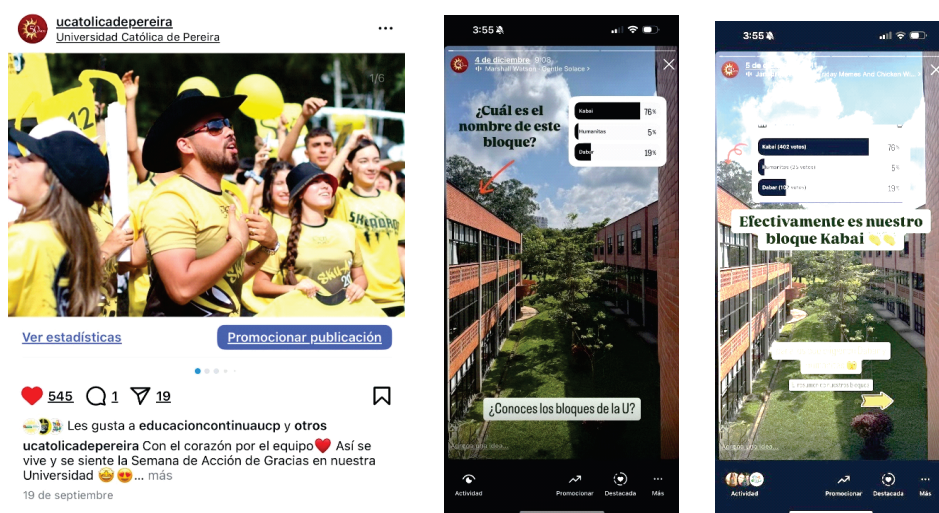 ucatolicadepereira
Universidad Católica de Pereira
1/6
12
Ver estadísticas
Promocionar publicación
545
1
19
Les gusta a educacioncontinuaucp y otros
ucatolicadepereira Con el corazón por el equipo❤️ Así se
vive y se siente la Semana de Acción de Gracias en nuestra
Universidad 🤩😍... más
19 de septiembre
3:55
4 de diciembre
Marshall Watson · Gentle Solace >
¿Cuál es el
nombre de este
bloque?
Kabai 76%
Humanitas 5%
Dabar 19%
¿Conoces los bloques de la U?
Actividad
Promocionar
Destacada
Más
3:55
Kabai (402 votos) 76%
5%
19%
Efectivamente es nuestro
bloque Kabai 👏👏
Actividad
Promocionar
Destacada
Más